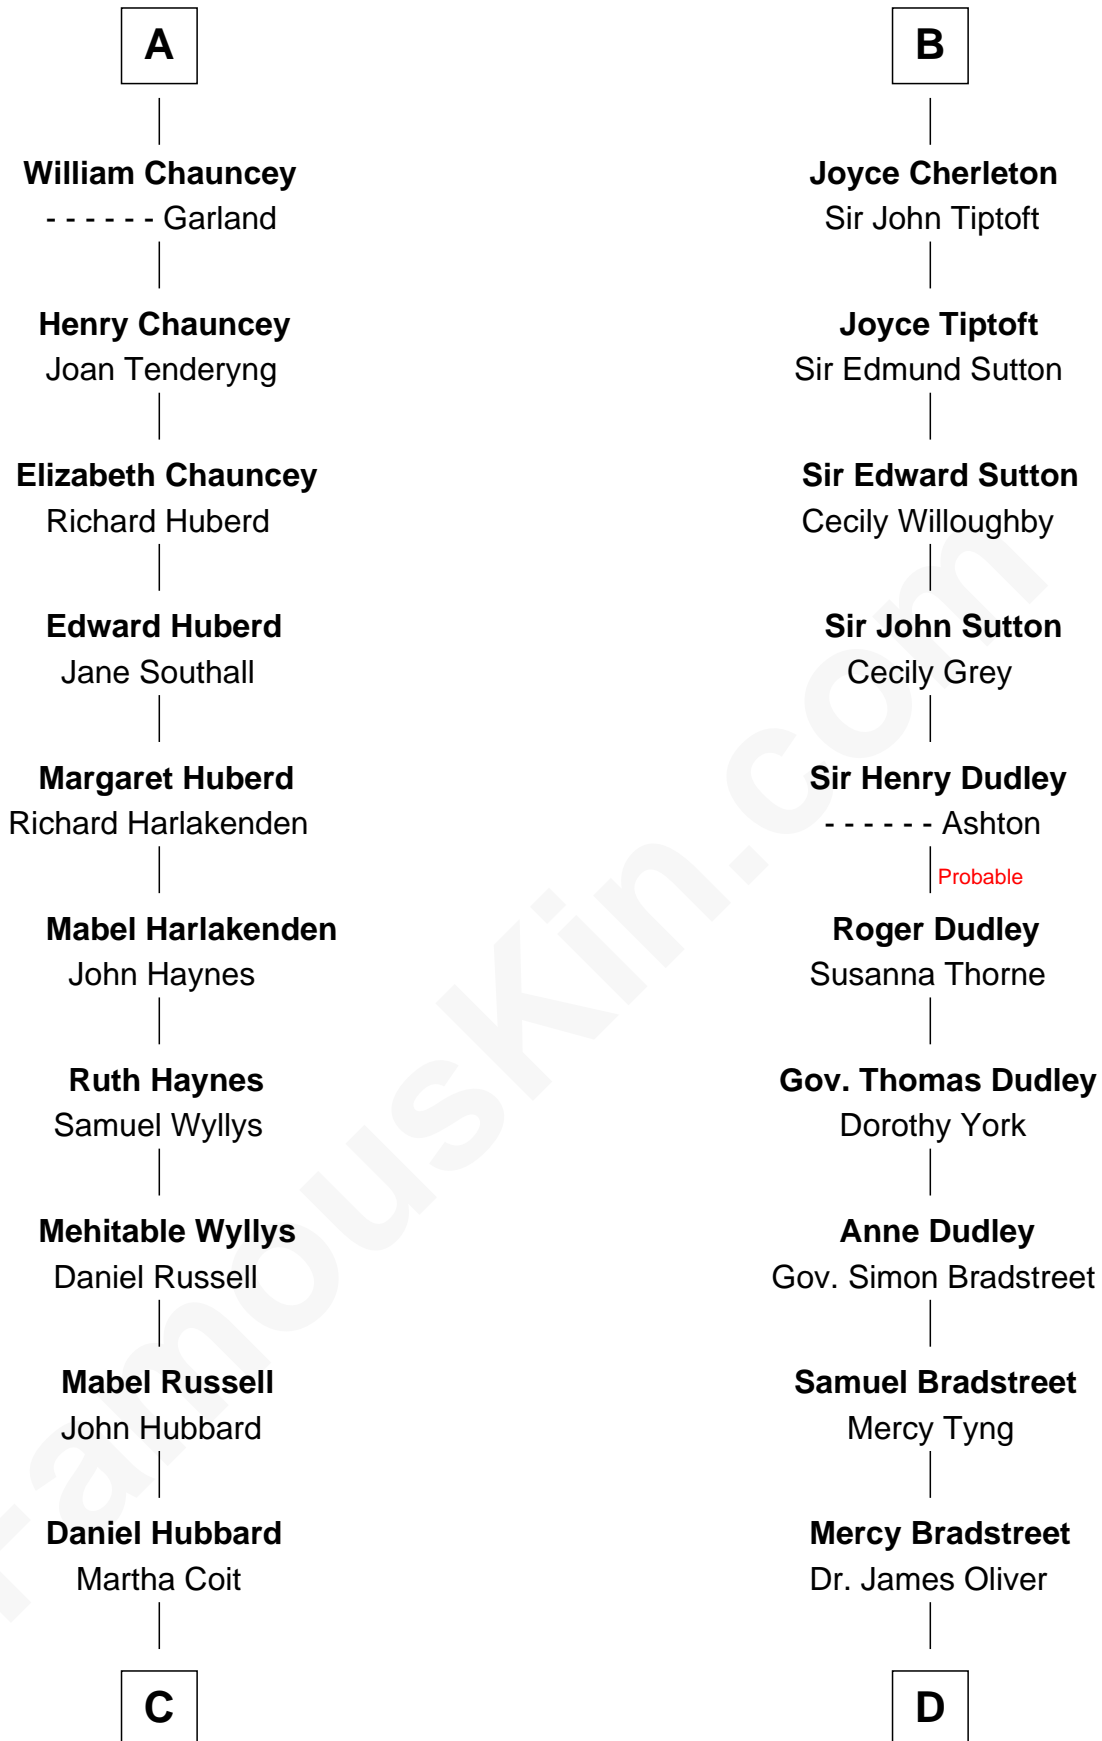 A
William Chauncey
- - - - - - Garland
Henry Chauncey
Joan Tenderyng
Elizabeth Chauncey
Richard Huberd
Edward Huberd
Jane Southall
Margaret Huberd
Richard Harlakenden
Mabel Harlakenden
John Haynes
Ruth Haynes
Samuel Wyllys
Mehitable Wyllys
Daniel Russell
Mabel Russell
John Hubbard
Daniel Hubbard
Martha Coit
C
B
Joyce Cherleton
Sir John Tiptoft
Joyce Tiptoft
Sir Edmund Sutton
Sir Edward Sutton
Cecily Willoughby
Sir John Sutton
Cecily Grey
Sir Henry Dudley
- - - - - - Ashton
Probable
Roger Dudley
Susanna Thorne
Gov. Thomas Dudley
Dorothy York
Anne Dudley
Gov. Simon Bradstreet
Samuel Bradstreet
Mercy Tyng
Mercy Bradstreet
Dr. James Oliver
D
FamousKin.com